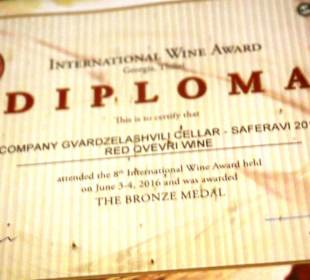 INTERNATIONAL WINE AWARD
Georgia, Tbilisi
DIPLOMA
This is to certify that
COMPANY GVARDZELASHVILI CELLAR - SAFERAVI 20
RED QVEVRI WINE
attended the 8th International Wine Award held
on June 3-4, 2016 and was awarded
THE BRONZE MEDAL